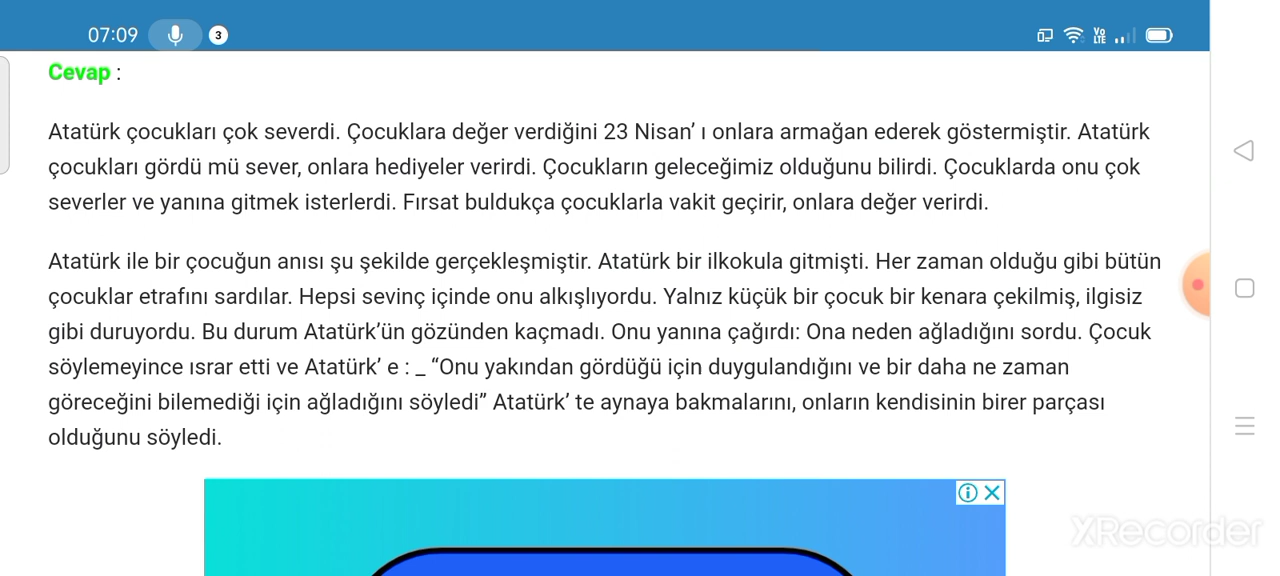 07:09
3
Vo
LTE
Cevap :
Atatürk çocukları çok severdi. Çocuklara değer verdiğini 23 Nisan’ ı onlara armağan ederek göstermiştir. Atatürk
çocukları gördü mü sever, onlara hediyeler verirdi. Çocukların geleceğimiz olduğunu bilirdi. Çocuklarda onu çok
severler ve yanına gitmek isterlerdi. Fırsat buldukça çocuklarla vakit geçirir, onlara değer verirdi.
Atatürk ile bir çocuğun anısı şu şekilde gerçekleşmiştir. Atatürk bir ilkokula gitmişti. Her zaman olduğu gibi bütün
çocuklar etrafını sardılar. Hepsi sevinç içinde onu alkışlıyordu. Yalnız küçük bir çocuk bir kenara çekilmiş, ilgisiz
gibi duruyordu. Bu durum Atatürk’ün gözünden kaçmadı. Onu yanına çağırdı: Ona neden ağladığını sordu. Çocuk
söylemeyince ısrar etti ve Atatürk’ e : _ “Onu yakından gördüğü için duygulandığını ve bir daha ne zaman
göreceğini bilemediği için ağladığını söyledi” Atatürk’ te aynaya bakmalarını, onların kendisinin birer parçası
olduğunu söyledi.
XRecorder